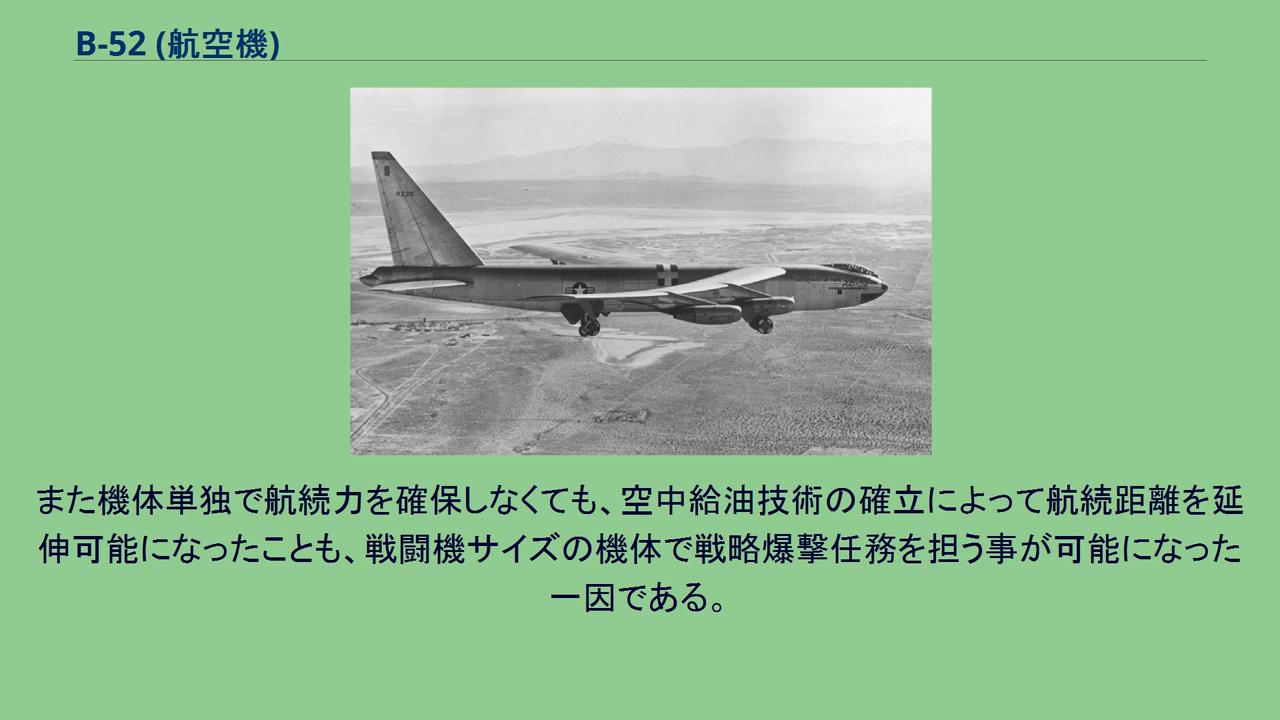 B-52 (航空機)
また機体単独で航続力を確保しなくても、空中給油技術の確立によって航続距離を延
伸可能になったことも、戦闘機サイズの機体で戦略爆撃任務を担う事が可能になった
一因である。